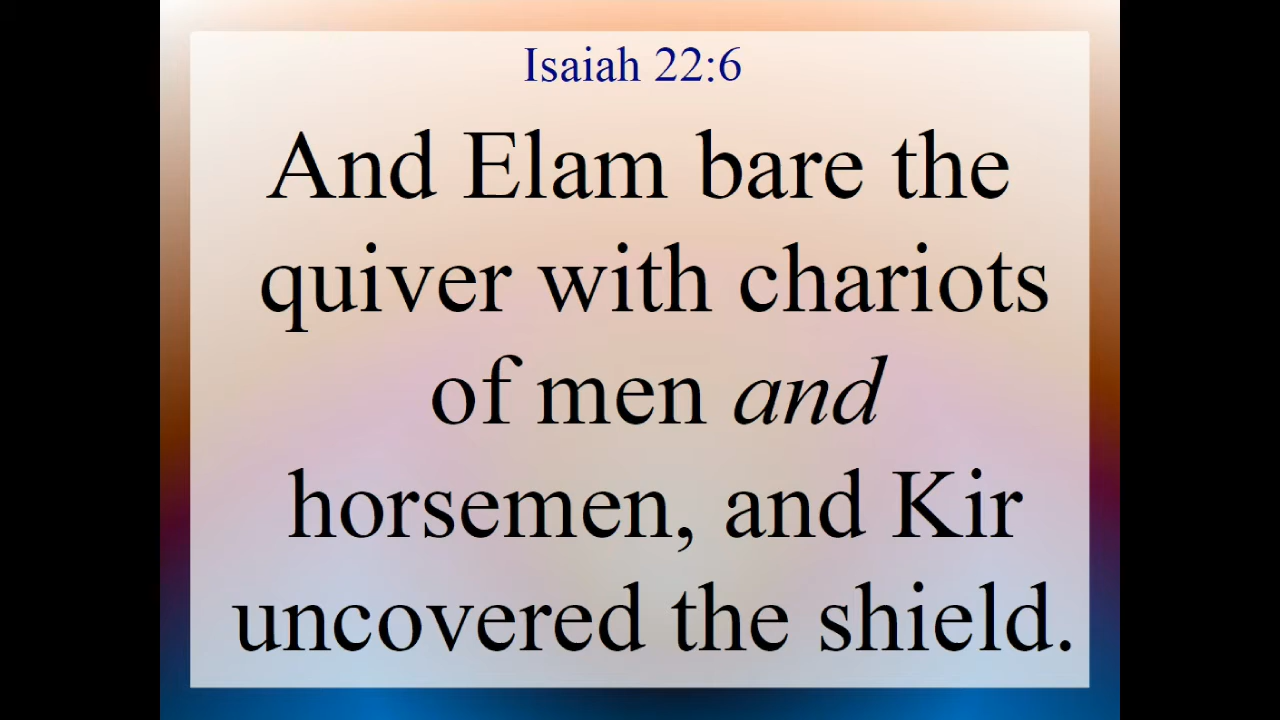 Isaiah 22:6
And Elam bare the
quiver with chariots
of men and
horsemen, and Kir
uncovered the shield.